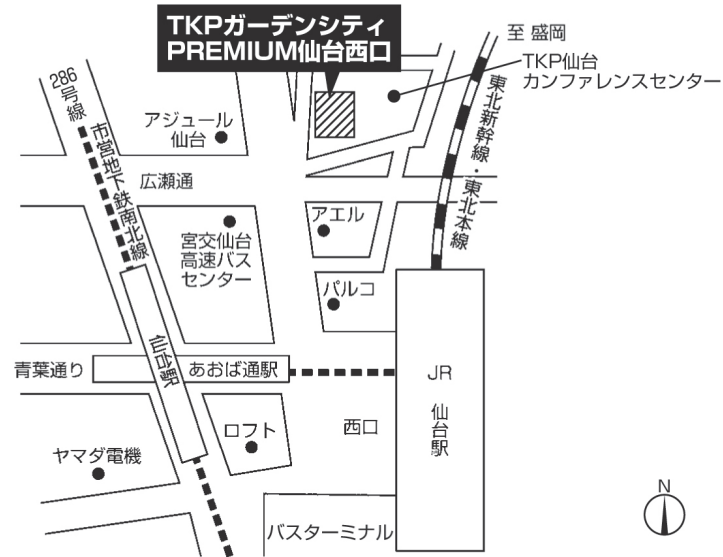 TKPガーデンシティ
PREMIUM仙台西口
至 盛岡
TKP仙台
カンファレンスセンター
286号線
市営地下鉄南北線
アジュール
仙台
東北新幹線・東北本線
広瀬通
宮交仙台
高速バス
センター
アエル
パルコ
青葉通り
仙台駅
あおば通駅
JR
仙台駅
西口
ロフト
ヤマダ電機
バスターミナル
N